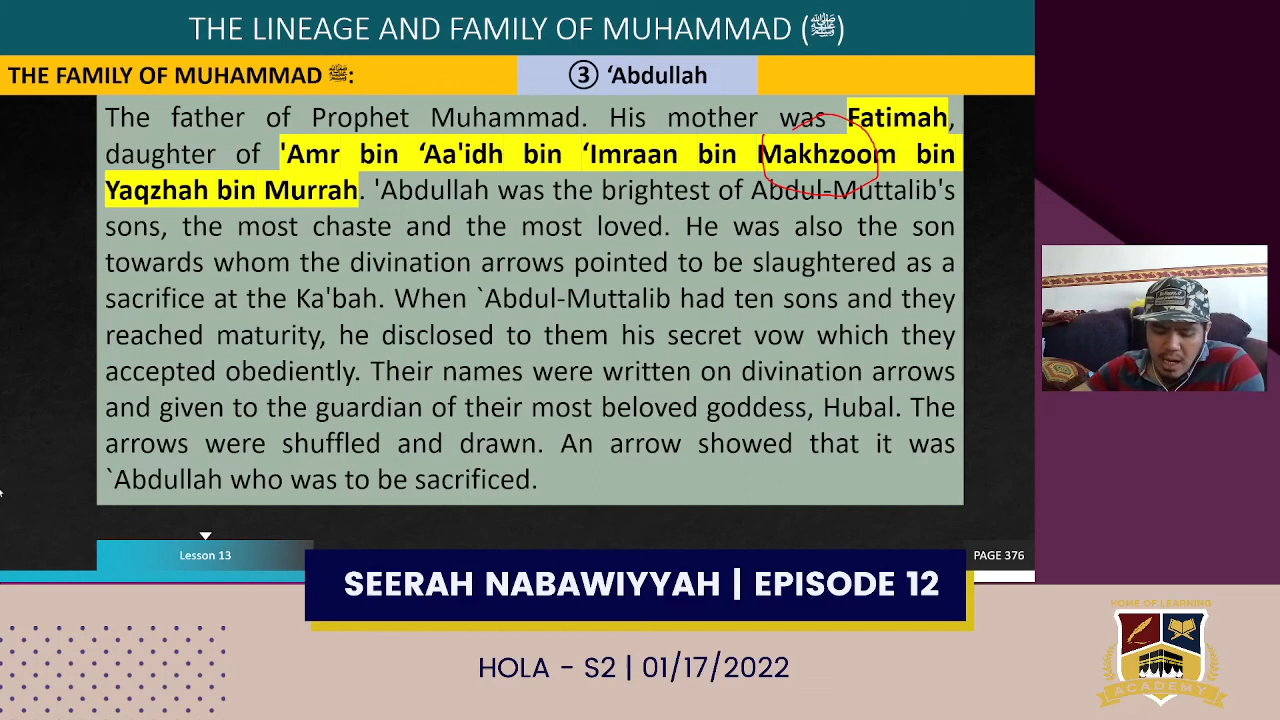 THE LINEAGE AND FAMILY OF MUHAMMAD (ﷺ)
THE FAMILY OF MUHAMMAD ﷺ:
③ ‘Abdullah
The father of Prophet Muhammad. His mother was Fatimah,
daughter of 'Amr bin ‘Aa'idh bin ‘Imraan bin Makhzoom bin
Yaqzhah bin Murrah. 'Abdullah was the brightest of Abdul-Muttalib's
sons, the most chaste and the most loved. He was also the son
towards whom the divination arrows pointed to be slaughtered as a
sacrifice at the Ka'bah. When `Abdul-Muttalib had ten sons and they
reached maturity, he disclosed to them his secret vow which they
accepted obediently. Their names were written on divination arrows
and given to the guardian of their most beloved goddess, Hubal. The
arrows were shuffled and drawn. An arrow showed that it was
`Abdullah who was to be sacrificed.
Lesson 13
PAGE 376
SEERAH NABAWIYYAH | EPISODE 12
HOLA - S2 | 01/17/2022
HOME OF LEARNING
ACADEMY